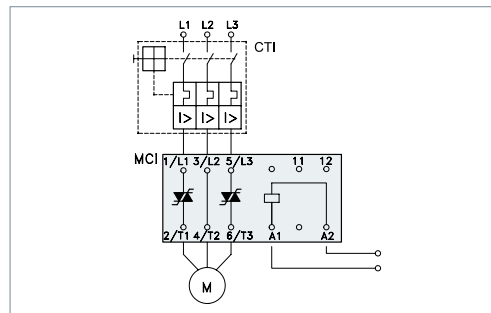 L1 L2 L3
CTI
I> I> I>
MCI
1/L1 3/L2 5/L3 11 12
2/T1 4/T2 6/T3 A1 A2
M